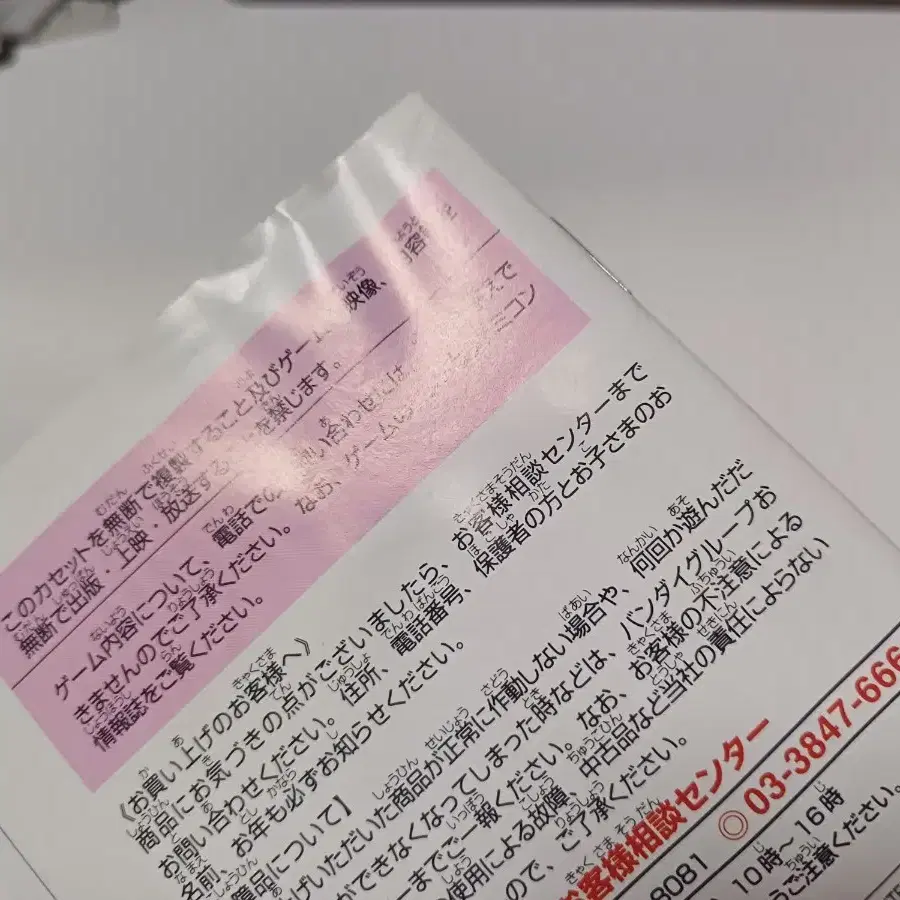 このカセットを無断で複製すること及びゲーム 映像、 内容
無断で出版・上映・放送する を禁じます。
ゲーム内容について、電話での 問い合わせには
きませんのでご了承ください。なお、ゲーム ミコン
情報誌をご覧ください。
《お買い上げのお客様へ》
商品にお気づきの点がございましたら、お客様相談センターまで
お問い合わせください。住所、電話番号、保護者の方とお子さまのお
名前、お年も必ずお知らせください。
品について】
げいただいた商品が正常に作動しない場合や、何回か遊んだだ
ができなくなってしまった時などは、バンダイグループお
までご一報ください。なお、お客様の不注意による
使用による故障、中古品など当社の責任によらない
ので、ご了承ください。
お客様相談センター
◎03-3847-666
8081
10時〜16時
うご注意ください。